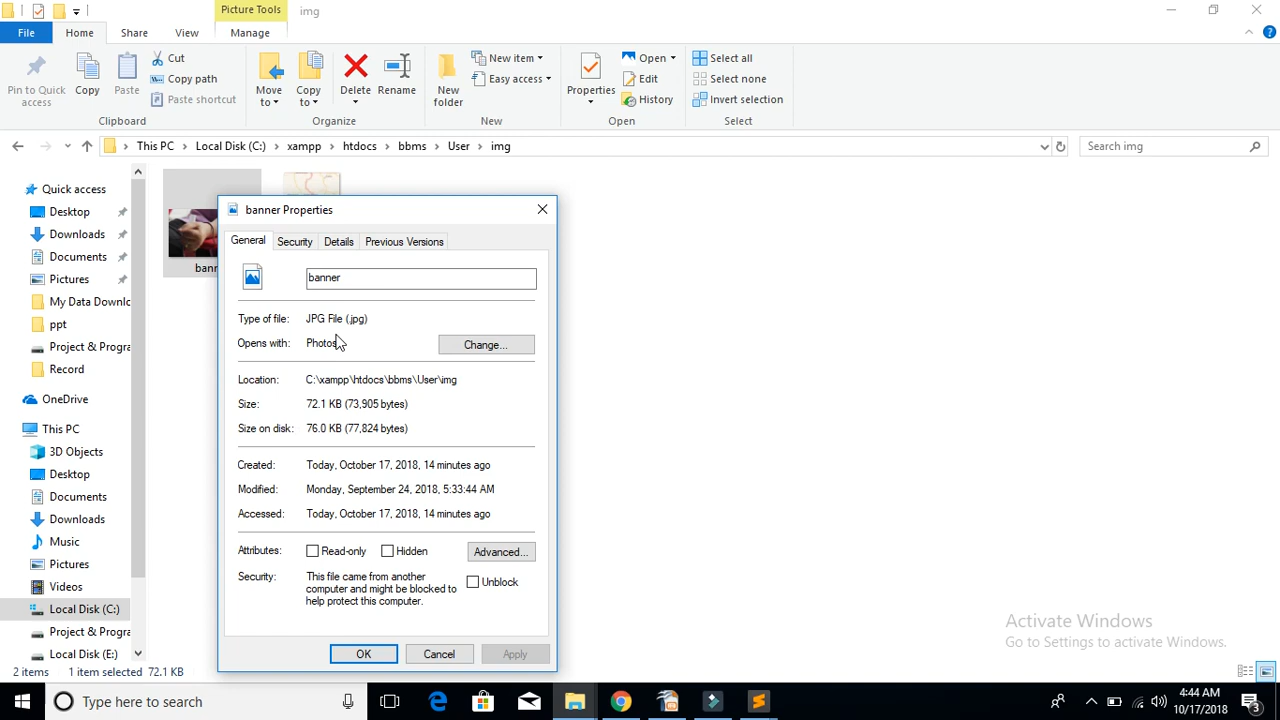 Picture Tools
img
File
Home
Share
View
Manage
Pin to Quick access
Copy
Paste
Cut
Copy path
Paste shortcut
Clipboard
Move to
Copy to
Delete
Rename
Organize
New folder
New item
Easy access
New
Properties
Open
Edit
History
Open
Select all
Select none
Invert selection
Select
This PC
Local Disk (C:)
xampp
htdocs
bbms
User
img
Search img
Quick access
Desktop
Downloads
Documents
Pictures
My Data Downlo
ppt
Project & Progra
Record
OneDrive
This PC
3D Objects
Desktop
Documents
Downloads
Music
Pictures
Videos
Local Disk (C:)
Project & Progra
Local Disk (E:)
bann
banner Properties
General
Security
Details
Previous Versions
banner
Type of file: JPG File (.jpg)
Opens with: Photos
Change...
Location: C:\xampp\htdocs\bbms\User\img
Size: 72.1 KB (73,905 bytes)
Size on disk: 76.0 KB (77,824 bytes)
Created: Today, October 17, 2018, 14 minutes ago
Modified: Monday, September 24, 2018, 5:33:44 AM
Accessed: Today, October 17, 2018, 14 minutes ago
Attributes: Read-only Hidden Advanced...
Security: This file came from another
computer and might be blocked to
help protect this computer.
Unblock
OK
Cancel
Apply
Activate Windows
Go to Settings to activate Windows.
2 items 1 item selected 72.1 KB
Type here to search
4:44 AM
10/17/2018
3